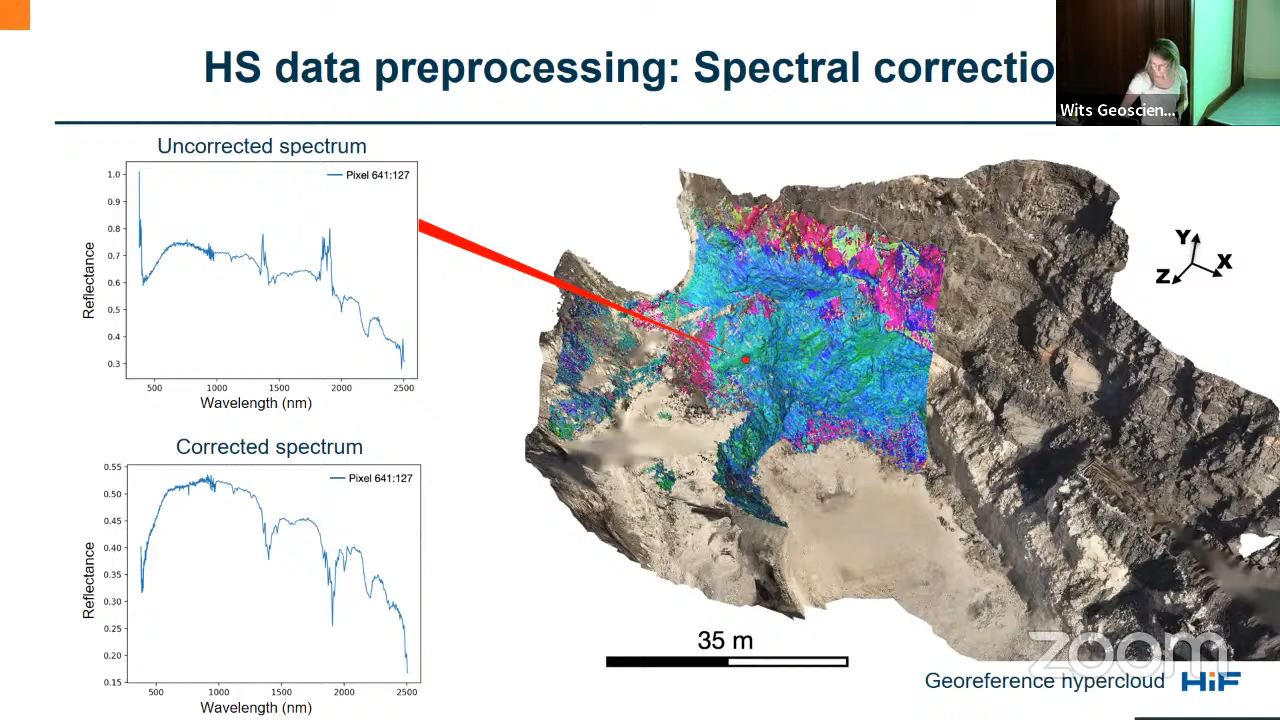 HS data preprocessing: Spectral correctio
Wits Geoscien...
Uncorrected spectrum
Pixel 641:127
1.0
0.9
0.8
0.7
0.6
0.5
0.4
0.3
Reflectance
500 1000 1500 2000 2500
Wavelength (nm)
Corrected spectrum
Pixel 641:127
0.55
0.50
0.45
0.40
0.35
0.30
0.25
0.20
0.15
Reflectance
500 1000 1500 2000 2500
Wavelength (nm)
Y
X
Z
35 m
zoom
Georeference hypercloud
HiF